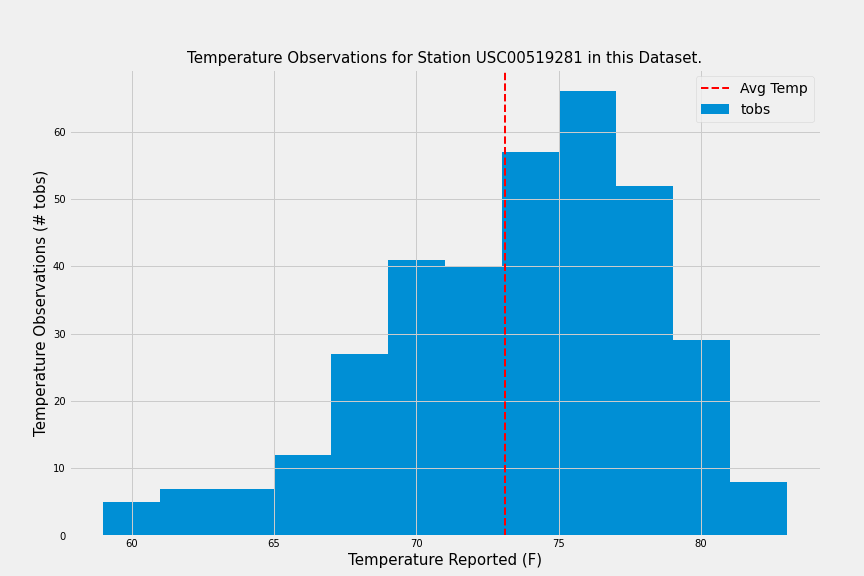 Temperature Observations for Station USC00519281 in this Dataset.
Avg Temp
tobs
Temperature Observations (# tobs)
60
50
40
30
20
10
0
60 65 70 75 80
Temperature Reported (F)